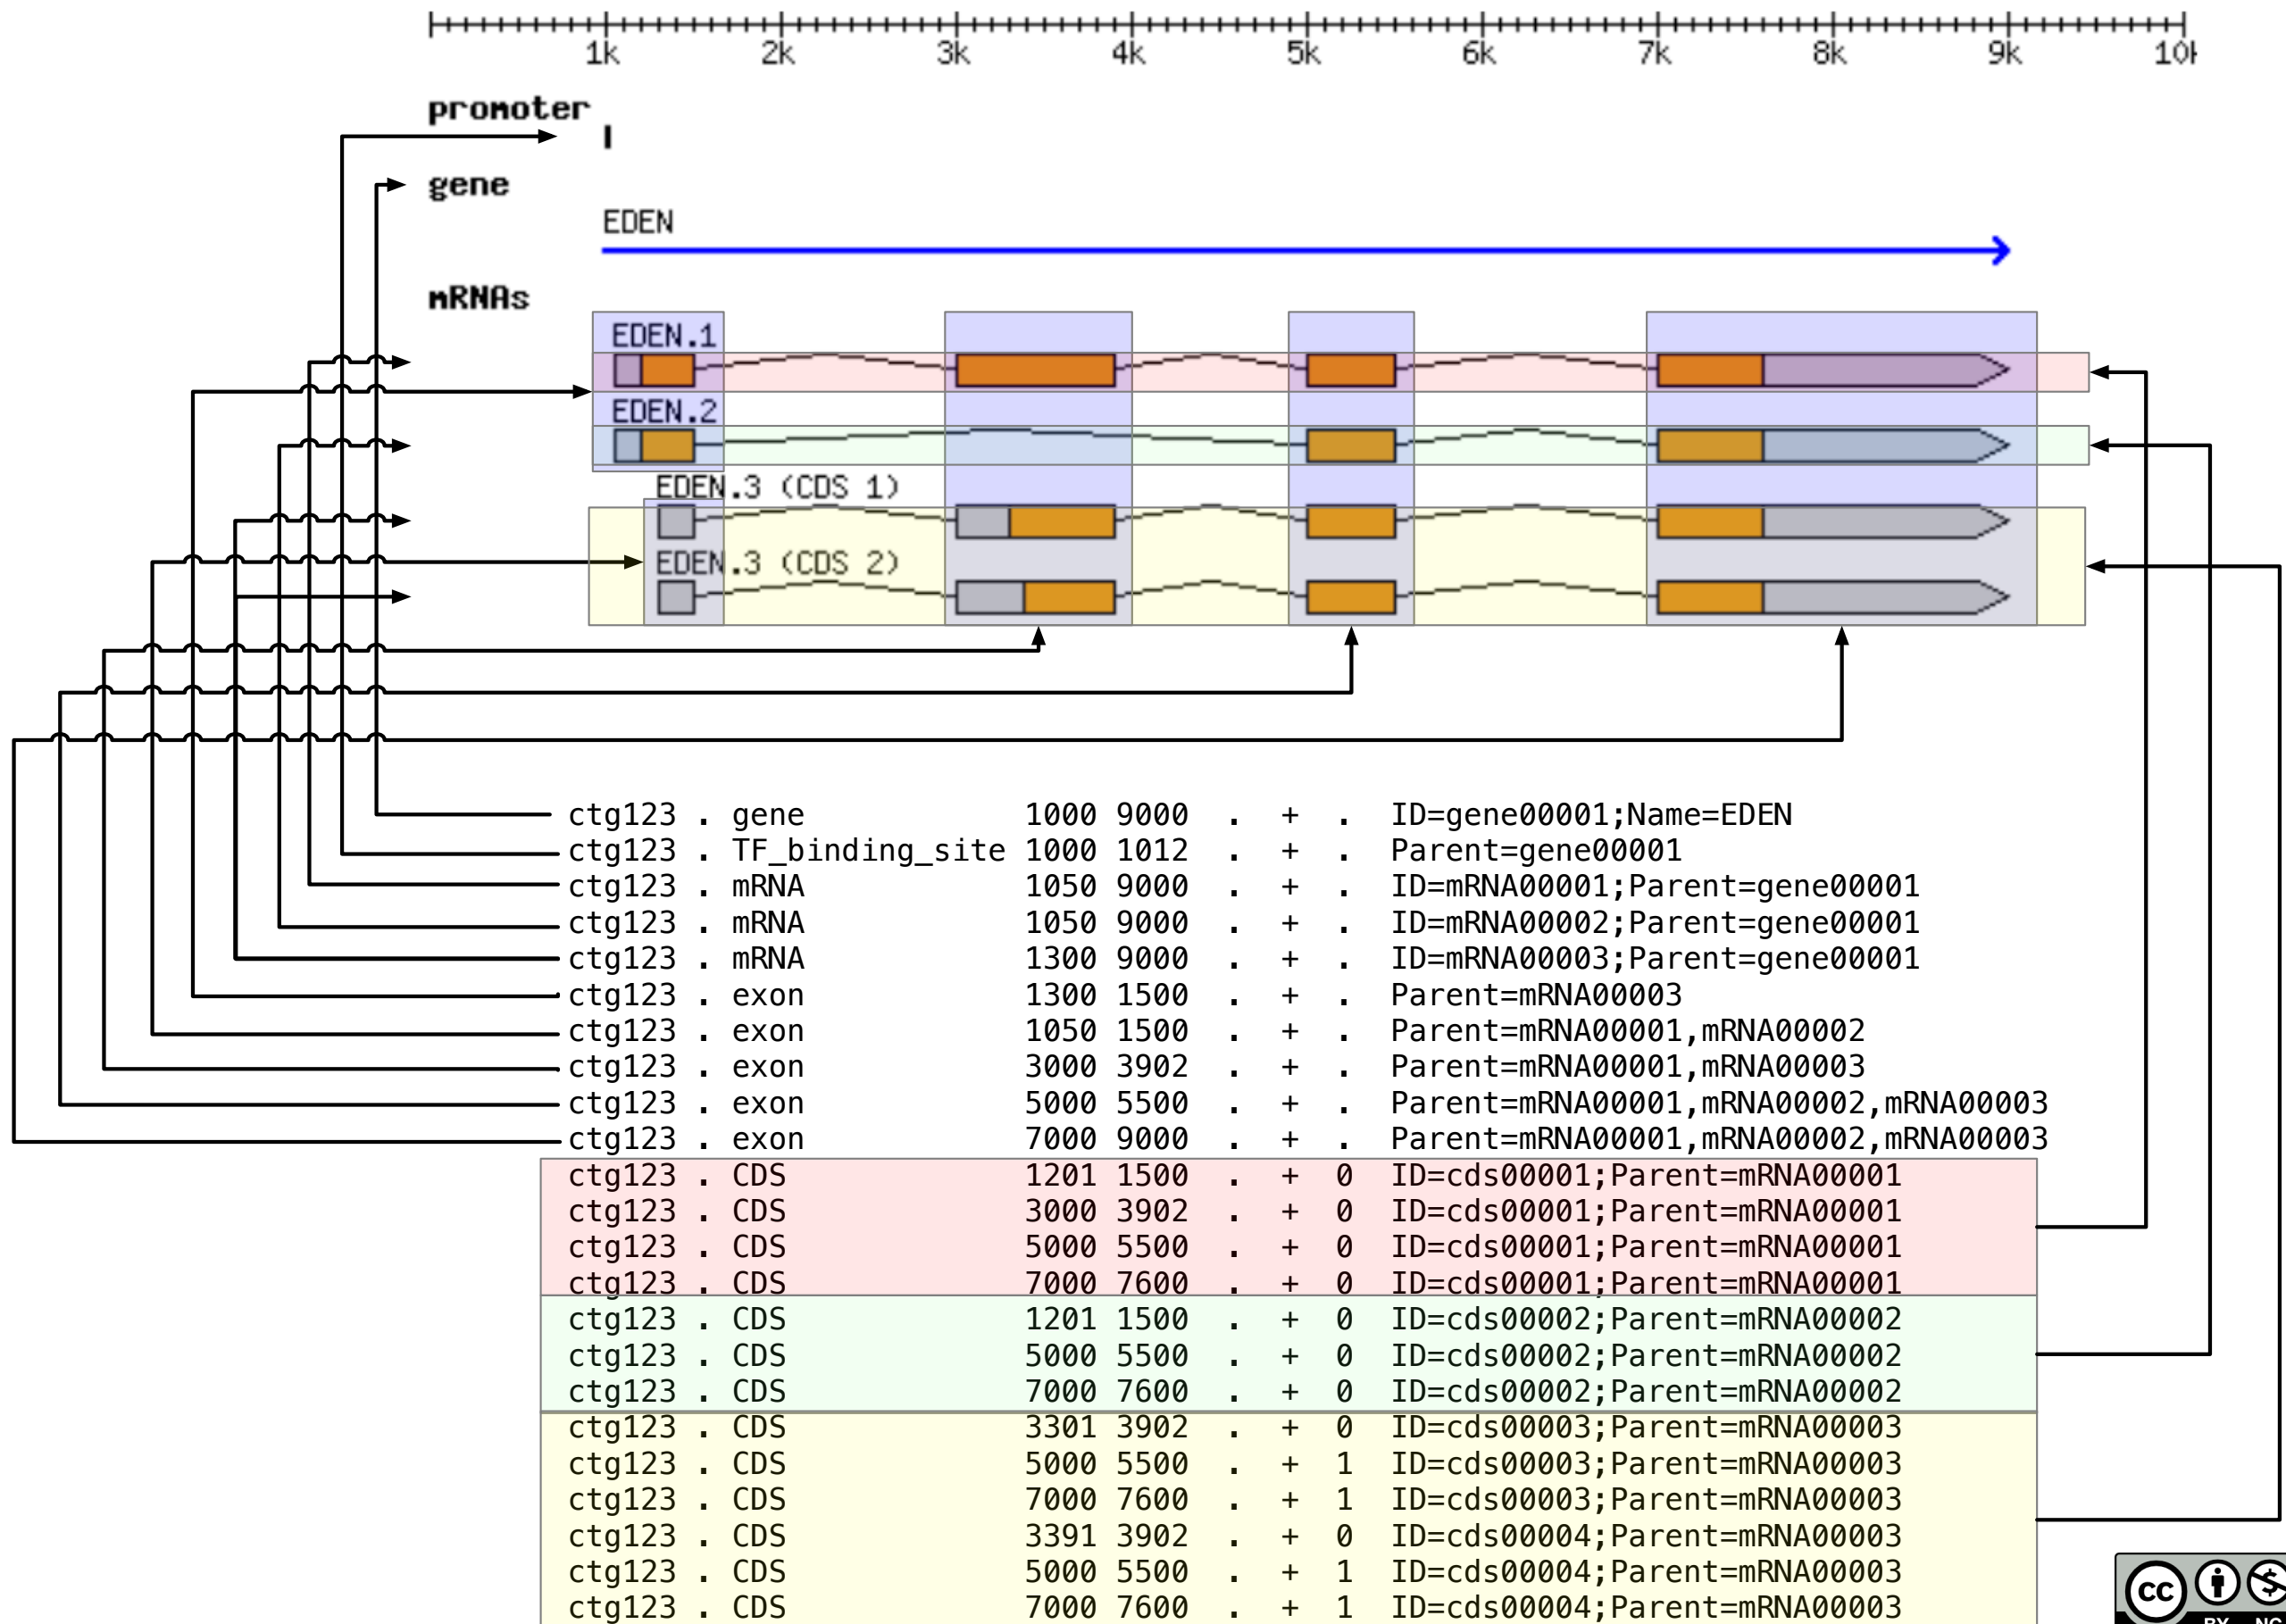 1k 2k 3k 4k 5k 6k 7k 8k 9k 10k
promoter
gene
EDEN
mRNAs
EDEN.1
EDEN.2
EDEN.3 (CDS 1)
EDEN.3 (CDS 2)
ctg123 . gene 1000 9000 . + . ID=gene00001;Name=EDEN
ctg123 . TF_binding_site 1000 1012 . + . Parent=gene00001
ctg123 . mRNA 1050 9000 . + . ID=mRNA00001;Parent=gene00001
ctg123 . mRNA 1050 9000 . + . ID=mRNA00002;Parent=gene00001
ctg123 . mRNA 1300 9000 . + . ID=mRNA00003;Parent=gene00001
ctg123 . exon 1300 1500 . + . Parent=mRNA00003
ctg123 . exon 1050 1500 . + . Parent=mRNA00001,mRNA00002
ctg123 . exon 3000 3902 . + . Parent=mRNA00001,mRNA00003
ctg123 . exon 5000 5500 . + . Parent=mRNA00001,mRNA00002,mRNA00003
ctg123 . exon 7000 9000 . + . Parent=mRNA00001,mRNA00002,mRNA00003
ctg123 . CDS 1201 1500 . + 0 ID=cds00001;Parent=mRNA00001
ctg123 . CDS 3000 3902 . + 0 ID=cds00001;Parent=mRNA00001
ctg123 . CDS 5000 5500 . + 0 ID=cds00001;Parent=mRNA00001
ctg123 . CDS 7000 7600 . + 0 ID=cds00001;Parent=mRNA00001
ctg123 . CDS 1201 1500 . + 0 ID=cds00002;Parent=mRNA00002
ctg123 . CDS 5000 5500 . + 0 ID=cds00002;Parent=mRNA00002
ctg123 . CDS 7000 7600 . + 0 ID=cds00002;Parent=mRNA00002
ctg123 . CDS 3301 3902 . + 0 ID=cds00003;Parent=mRNA00003
ctg123 . CDS 5000 5500 . + 1 ID=cds00003;Parent=mRNA00003
ctg123 . CDS 7000 7600 . + 1 ID=cds00003;Parent=mRNA00003
ctg123 . CDS 3391 3902 . + 0 ID=cds00004;Parent=mRNA00003
ctg123 . CDS 5000 5500 . + 1 ID=cds00004;Parent=mRNA00003
ctg123 . CDS 7000 7600 . + 1 ID=cds00004;Parent=mRNA00003
cc
BY NC